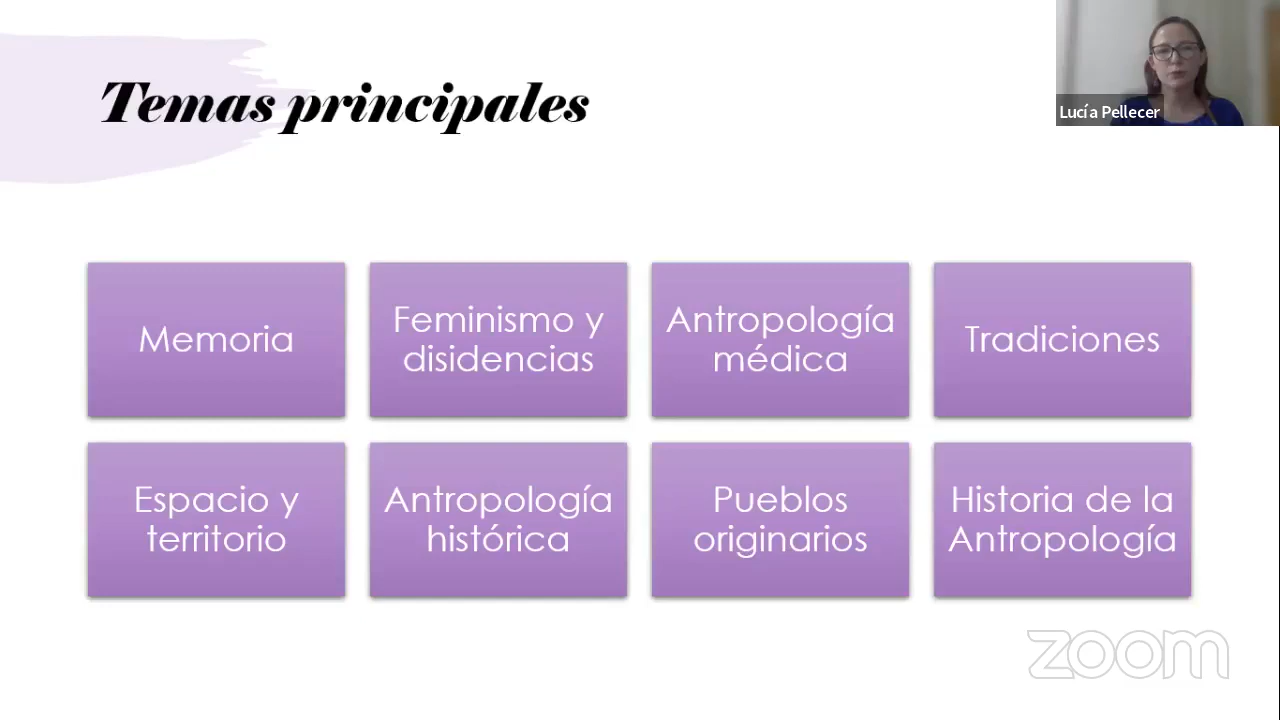 Temas principales
Lucía Pellecer
Memoria
Feminismo y
disidencias
Antropología
médica
Tradiciones
Espacio y
territorio
Antropología
histórica
Pueblos
originarios
Historia de la
Antropología
zoom